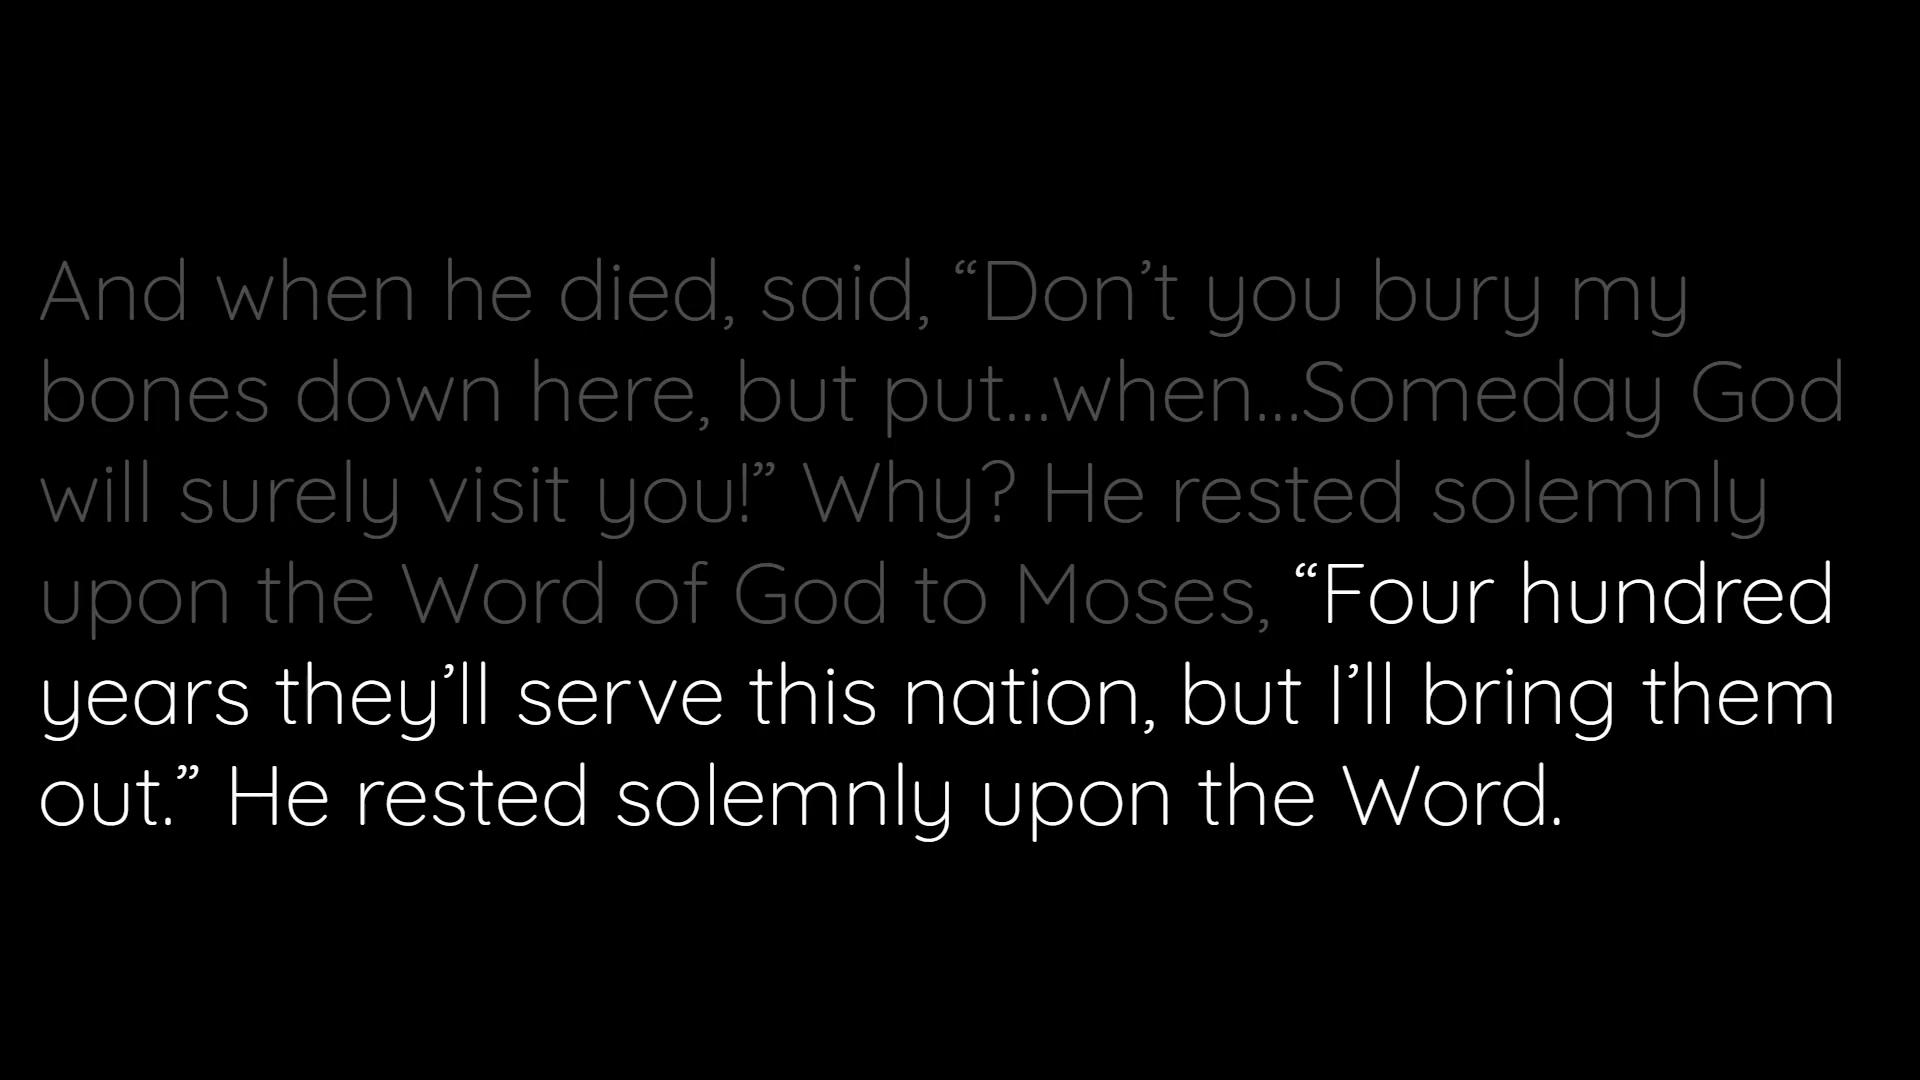 And when he died, said, “Don’t you bury my
bones down here, but put...when...Someday God
will surely visit you!” Why? He rested solemnly
upon the Word of God to Moses, “Four hundred
years they’ll serve this nation, but I’ll bring them
out.” He rested solemnly upon the Word.